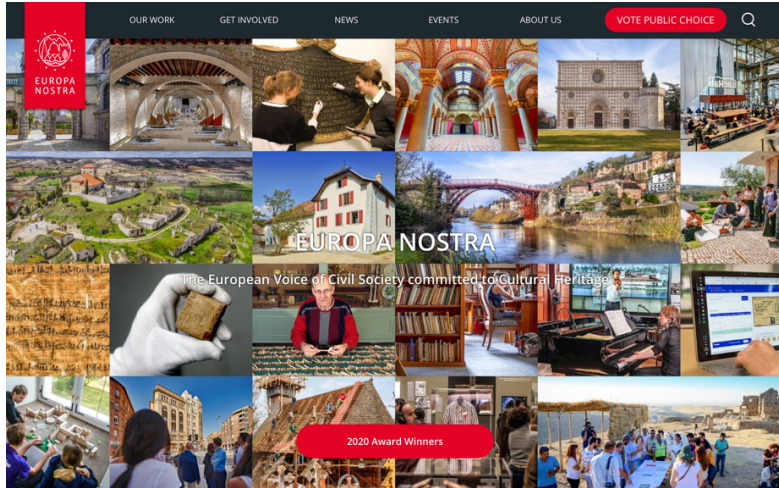 OUR WORK
GET INVOLVED
NEWS
EVENTS
ABOUT US
VOTE PUBLIC CHOICE
EUROPA
NOSTRA
EUROPA NOSTRA
The European Voice of Civil Society committed to Cultural Heritage
2020 Award Winners